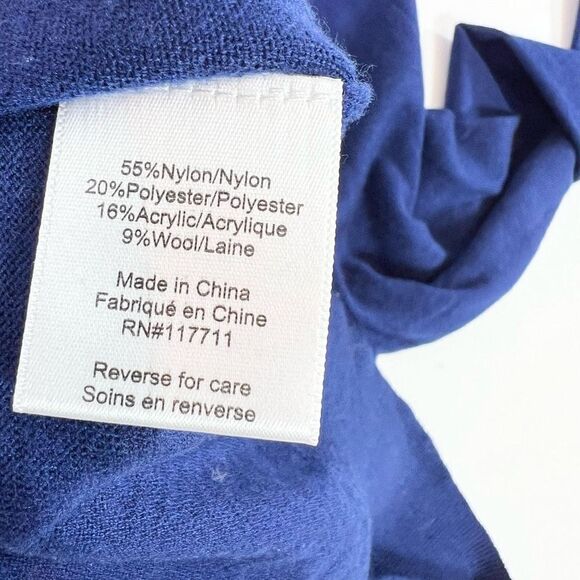 55%Nylon/Nylon
20%Polyester/Polyester
16%Acrylic/Acrylique
9%Wool/Laine
Made in China
Fabriqué en Chine
RN#117711
Reverse for care
Soins en renverse